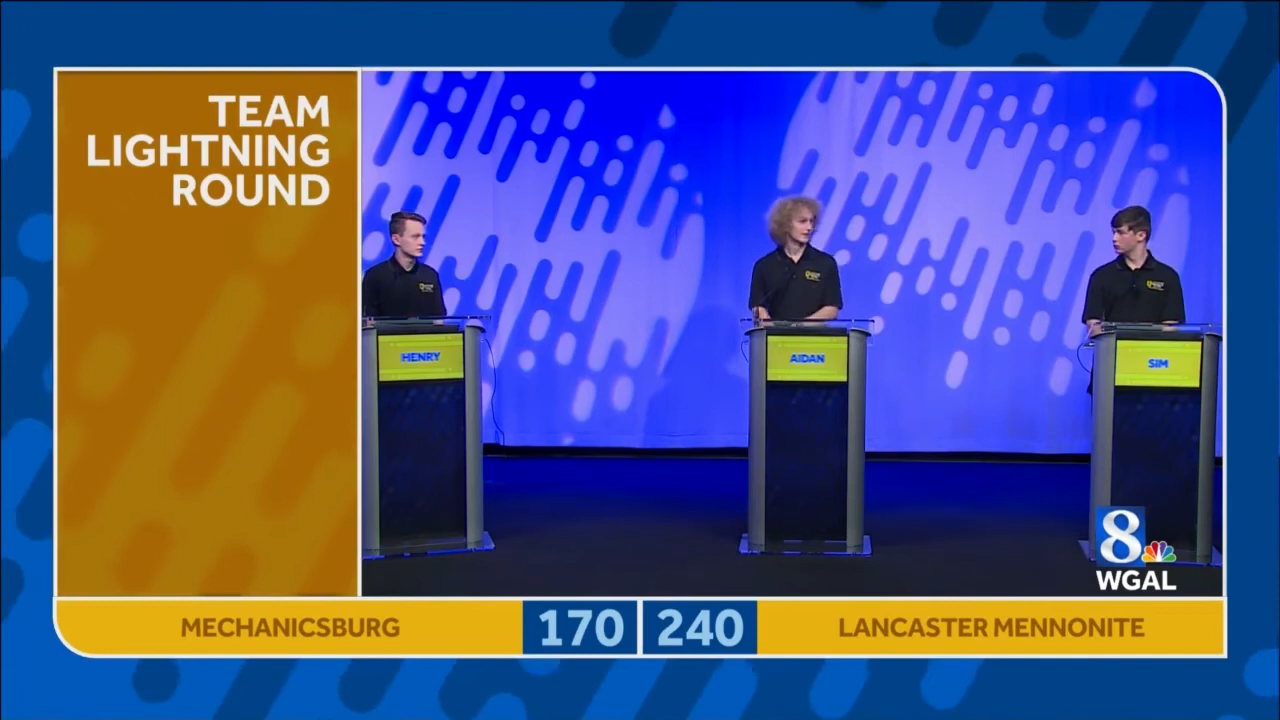 TEAM
LIGHTNING
ROUND
HENRY
AIDAN
SIM
8
WGAL
MECHANICSBURG 170 240 LANCASTER MENNONITE